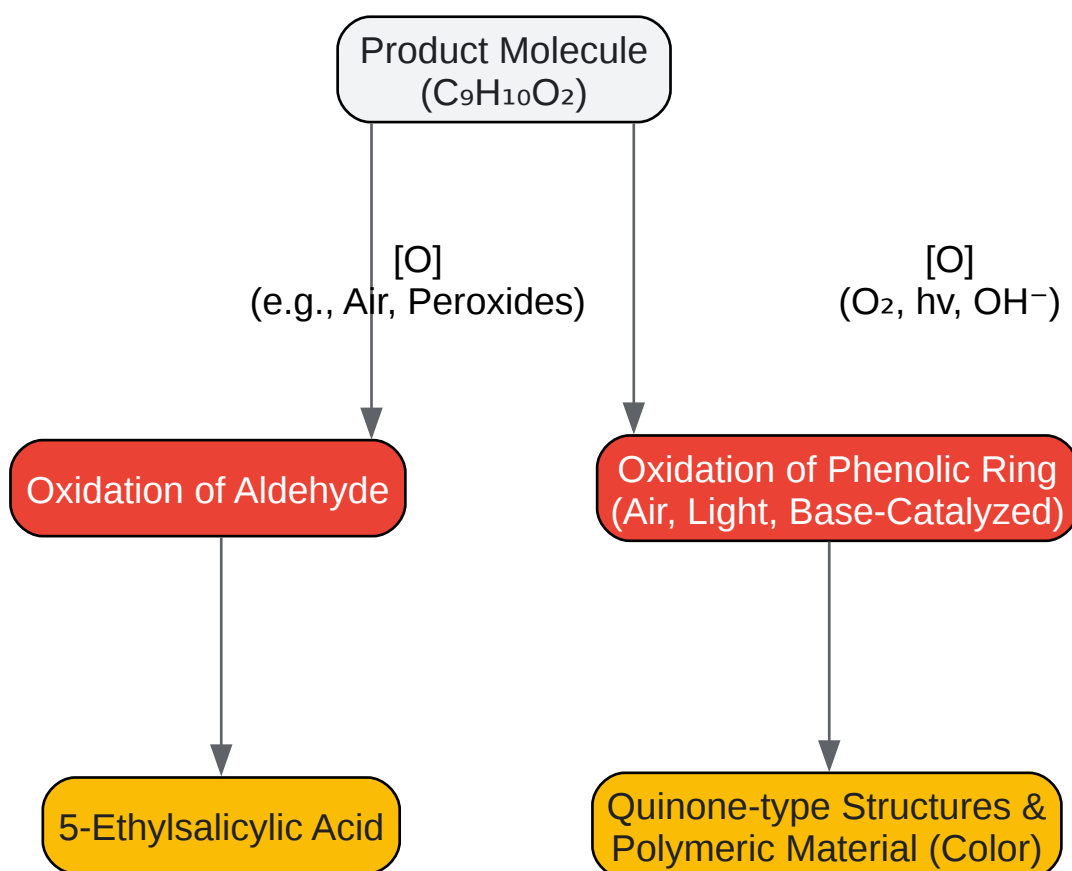 Product Molecule
(C₉H₁₀O₂)
[O]
(e.g., Air, Peroxides)
[O]
(O₂, hv, OH⁻)
Oxidation of Aldehyde
Oxidation of Phenolic Ring
(Air, Light, Base-Catalyzed)
5-Ethylsalicylic Acid
Quinone-type Structures &
Polymeric Material (Color)